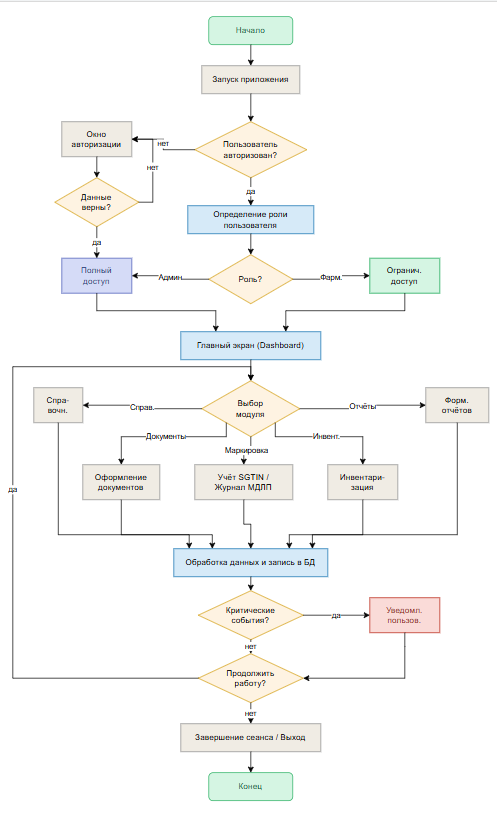 Начало
Запуск приложения
Окно
авторизации
нет
Пользователь
авторизован?
нет
Данные
верны?
да
Определение роли
пользователя
да
Полный
доступ
Админ
Роль?
Фарм.
Огранич.
доступ
Главный экран (Dashboard)
Спра-
вочн.
Справ.
Выбор
модуля
Отчёты
Форм.
отчётов
Документы
Маркировка
Инвент.
Оформление
документов
Учёт SGTIN /
Журнал МДЛП
Инвентари-
зация
да
Обработка данных и запись в БД
Критические
события?
да
Уведомл.
пользов.
нет
Продолжить
работу?
нет
Завершение сеанса / Выход
Конец